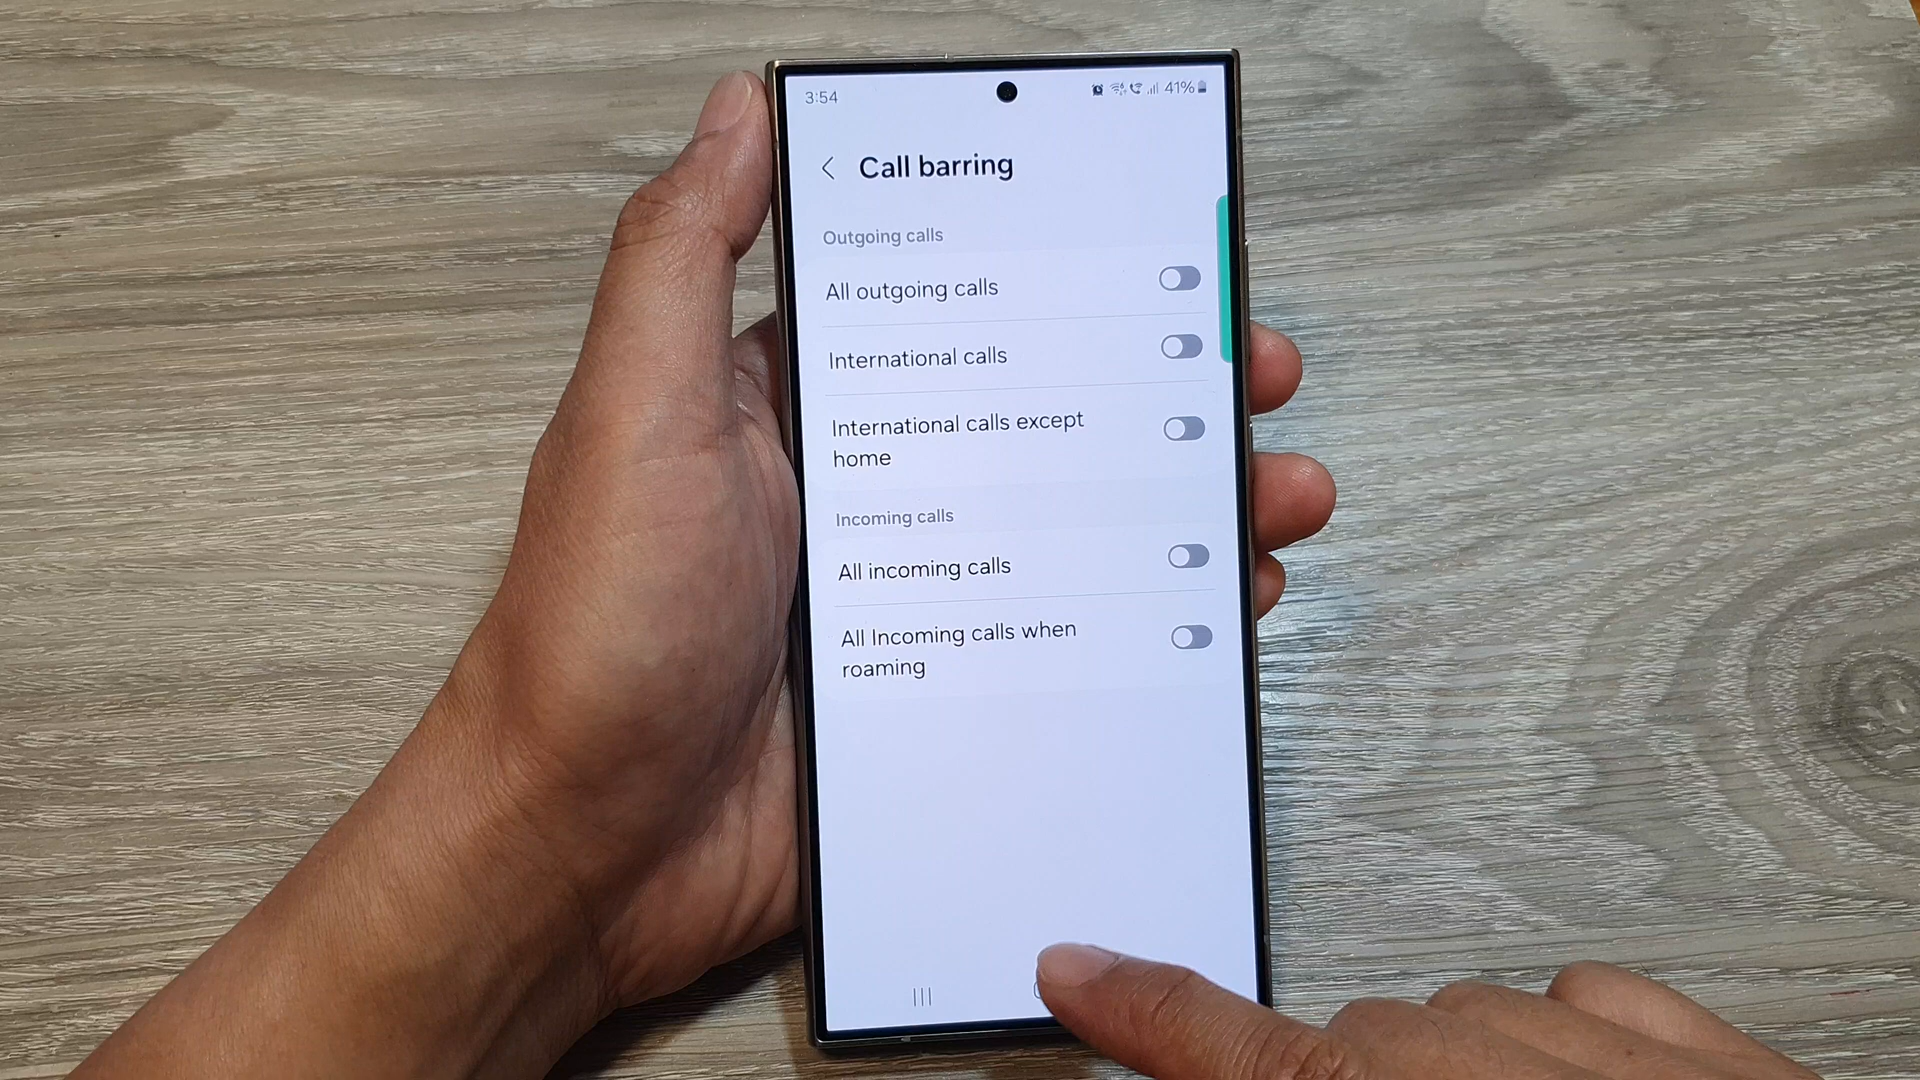 3:54
41%
Call barring
Outgoing calls
All outgoing calls
International calls
International calls except
home
Incoming calls
All incoming calls
All Incoming calls when
roaming